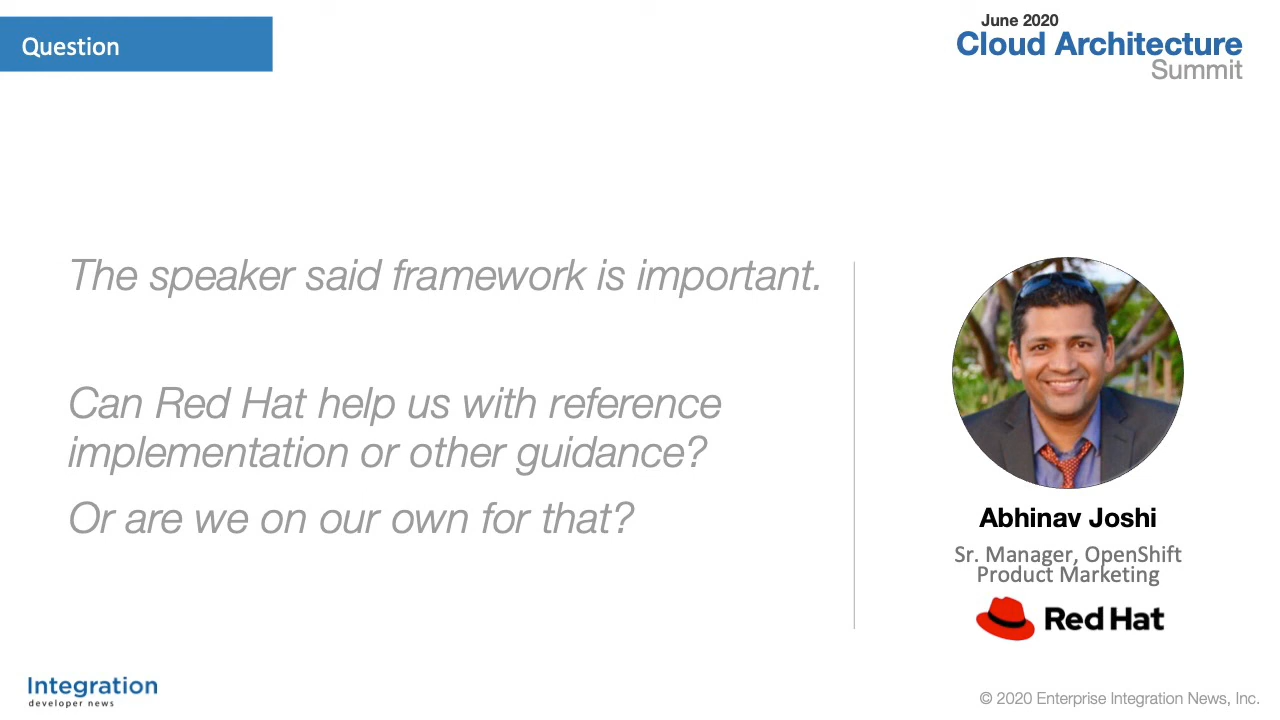 Question
June 2020
Cloud Architecture
Summit
The speaker said framework is important.
Can Red Hat help us with reference
implementation or other guidance?
Or are we on our own for that?
Abhinav Joshi
Sr. Manager, OpenShift
Product Marketing
Red Hat
Integration
developer news
© 2020 Enterprise Integration News, Inc.